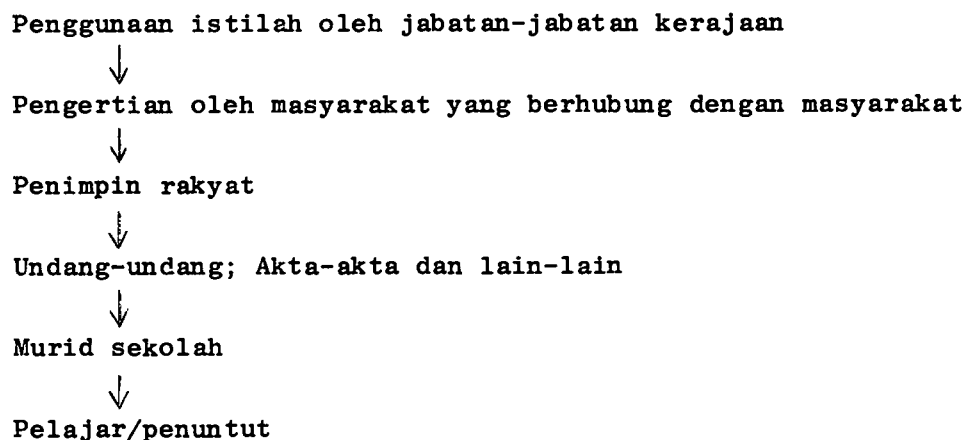 Penggunaan istilah oleh jabatan-jabatan kerajaan
Pengertian oleh masyarakat yang berhubung dengan masyarakat
Penimpin rakyat
Undang-undang; Akta-akta dan lain-lain
Murid sekolah
Pelajar/penuntut